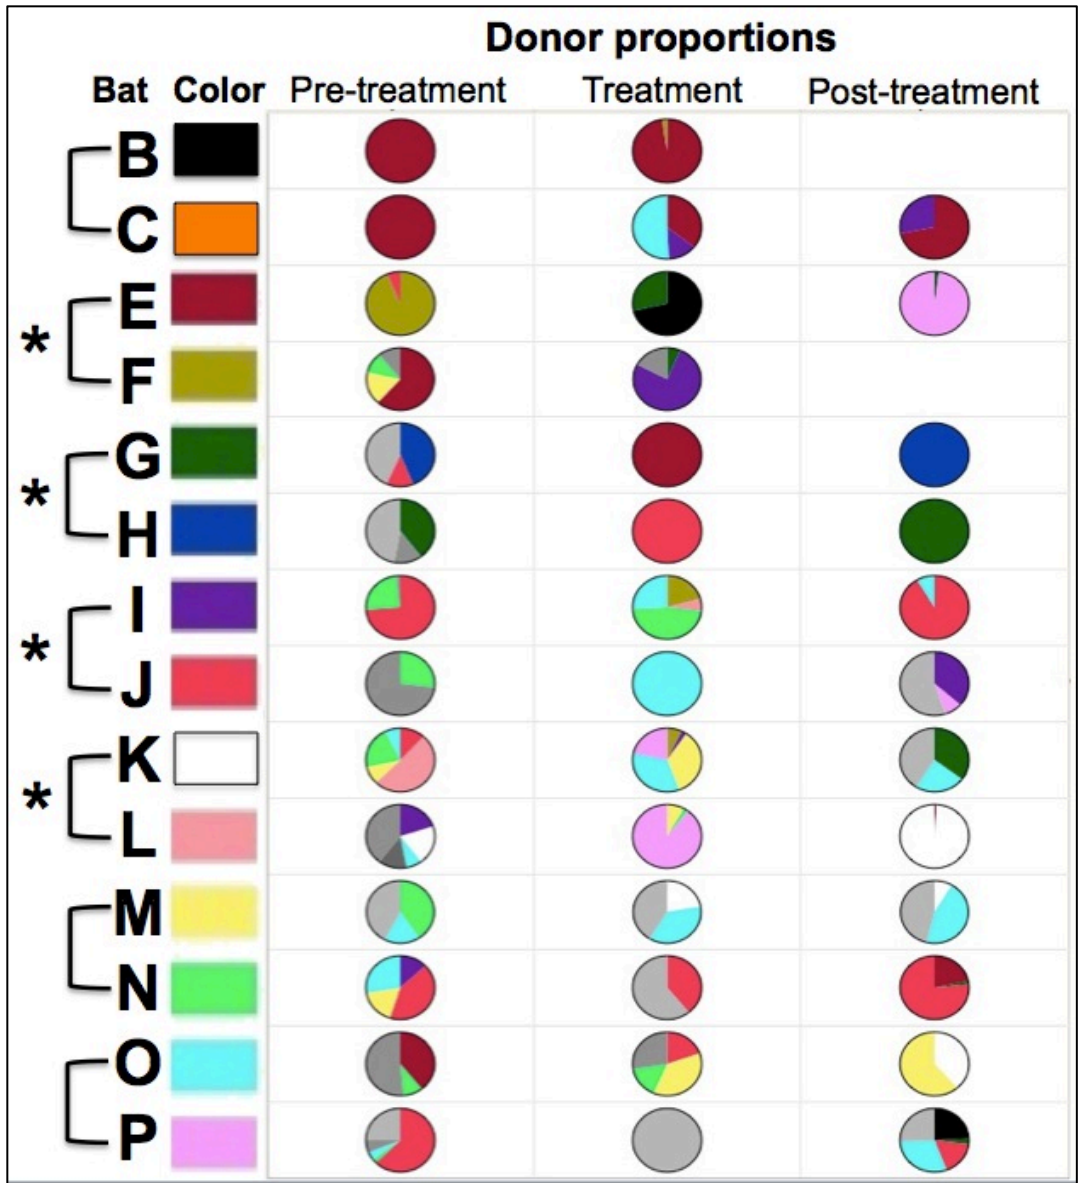 Donor proportions
Bat Color Pre-treatment Treatment Post-treatment
B
C
E
*
F
G
*
H
I
*
J
K
*
L
M
N
O
P